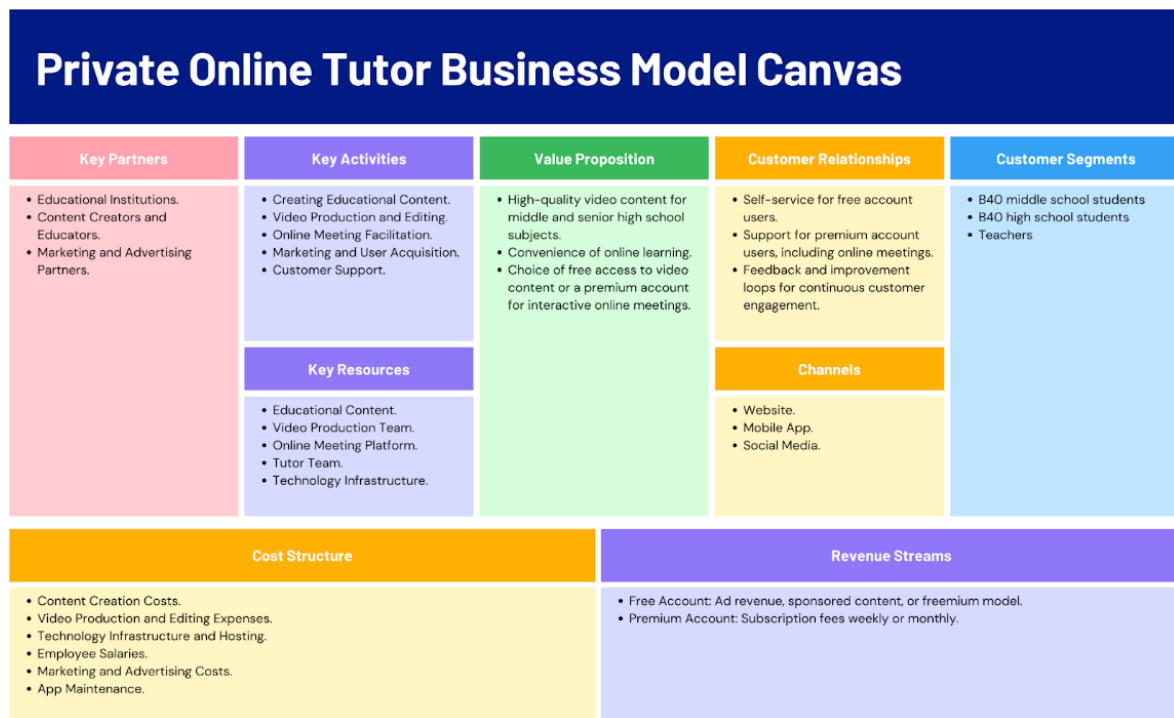 Private Online Tutor Business Model Canvas
Key Partners
• Educational Institutions.
• Content Creators and
Educators.
• Marketing and Advertising
Partners.
Key Activities
• Creating Educational Content.
• Video Production and Editing.
• Online Meeting Facilitation.
• Marketing and User Acquisition.
• Customer Support.
Key Resources
• Educational Content.
• Video Production Team.
• Online Meeting Platform.
• Tutor Team.
• Technology Infrastructure.
Value Proposition
• High-quality video content for
middle and senior high school
subjects.
• Convenience of online learning.
• Choice of free access to video
content or a premium account
for interactive online meetings.
Customer Relationships
• Self-service for free account
users.
• Support for premium account
users, including online meetings.
• Feedback and improvement
loops for continuous customer
engagement.
Channels
• Website.
• Mobile App.
• Social Media.
Customer Segments
• B40 middle school students
• B40 high school students
• Teachers
Cost Structure
• Content Creation Costs.
• Video Production and Editing Expenses.
• Technology Infrastructure and Hosting.
• Employee Salaries.
• Marketing and Advertising Costs.
• App Maintenance.
Revenue Streams
• Free Account: Ad revenue, sponsored content, or freemium model.
• Premium Account: Subscription fees weekly or monthly.